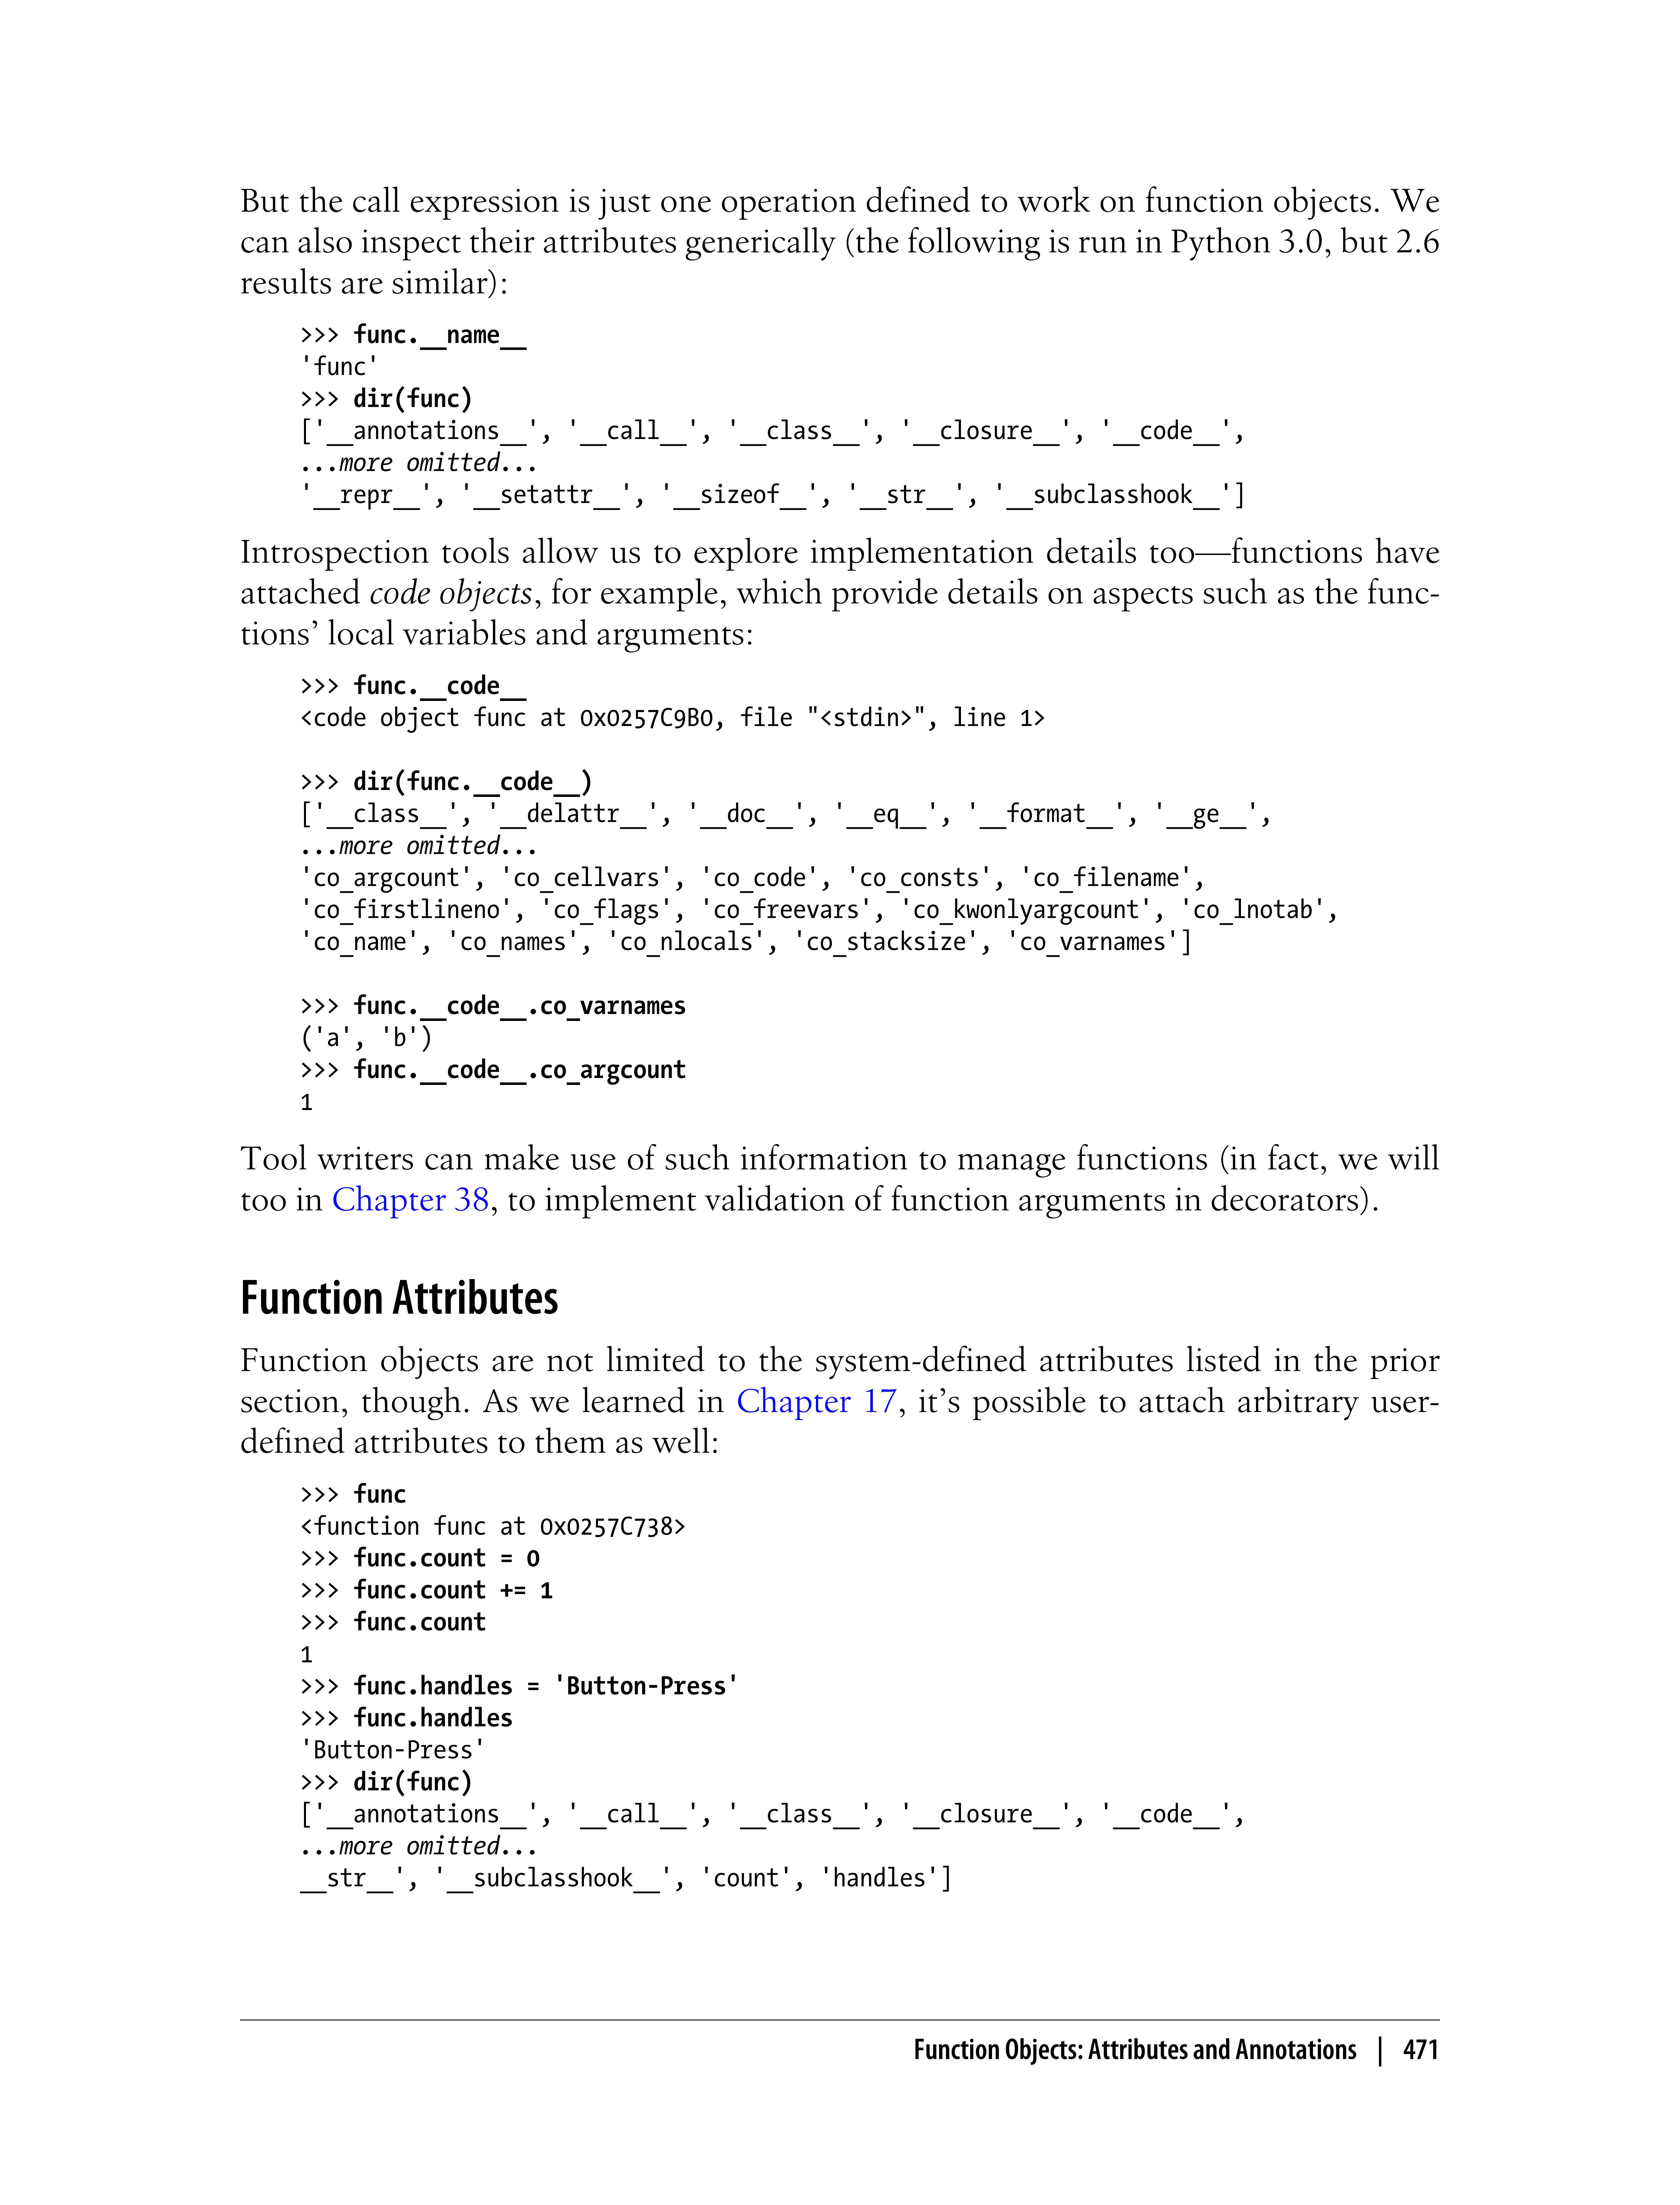 But the call expression is just one operation defined to work on function objects. We
can also inspect their attributes generically (the following is run in Python 3.0, but 2.6
results are similar):
>>> func.__name__
'func'
>>> dir(func)
['__annotations__', '__call__', '__class__', '__closure__', '__code__',
...more omitted...
'__repr__', '__setattr__', '__sizeof__', '__str__', '__subclasshook__']
Introspection tools allow us to explore implementation details too—functions have
attached code objects, for example, which provide details on aspects such as the func-
tions’ local variables and arguments:
>>> func.__code__
<code object func at 0x0257C9B0, file "<stdin>", line 1>
>>> dir(func.__code__)
['__class__', '__delattr__', '__doc__', '__eq__', '__format__', '__ge__',
...more omitted...
'co_argcount', 'co_cellvars', 'co_code', 'co_consts', 'co_filename',
'co_firstlineno', 'co_flags', 'co_freevars', 'co_kwonlyargcount', 'co_lnotab',
'co_name', 'co_names', 'co_nlocals', 'co_stacksize', 'co_varnames']
>>> func.__code__.co_varnames
('a', 'b')
>>> func.__code__.co_argcount
1
Tool writers can make use of such information to manage functions (in fact, we will
too in Chapter 38, to implement validation of function arguments in decorators).
Function Attributes
Function objects are not limited to the system-defined attributes listed in the prior
section, though. As we learned in Chapter 17, it’s possible to attach arbitrary user-
defined attributes to them as well:
>>> func
<function func at 0x0257C738>
>>> func.count = 0
>>> func.count += 1
>>> func.count
1
>>> func.handles = 'Button-Press'
>>> func.handles
'Button-Press'
>>> dir(func)
['__annotations__', '__call__', '__class__', '__closure__', '__code__',
...more omitted...
__str__', '__subclasshook__', 'count', 'handles']
Function Objects: Attributes and Annotations | 471